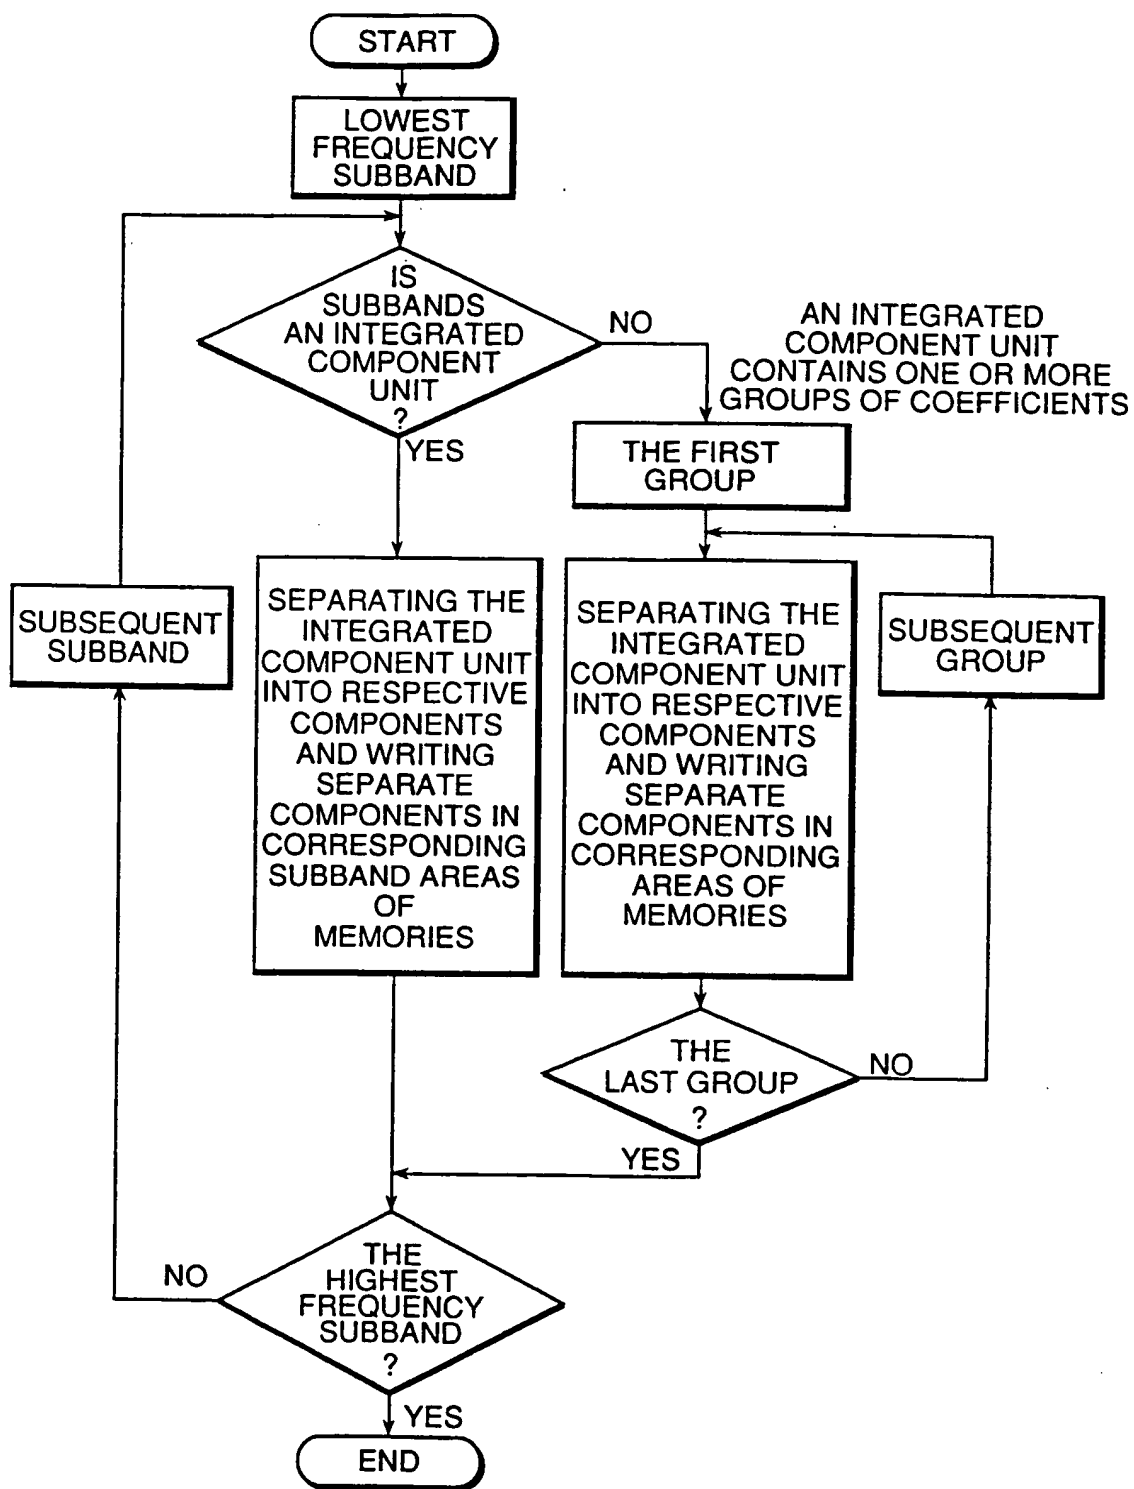 START
LOWEST
FREQUENCY
SUBBAND
IS
SUBBANDS
AN INTEGRATED
COMPONENT
UNIT
?
NO
AN INTEGRATED
COMPONENT UNIT
CONTAINS ONE OR MORE
GROUPS OF COEFFICIENTS
YES
THE FIRST
GROUP
SUBSEQUENT
SUBBAND
SEPARATING THE
INTEGRATED
COMPONENT UNIT
INTO RESPECTIVE
COMPONENTS
AND WRITING
SEPARATE
COMPONENTS IN
CORRESPONDING
SUBBAND AREAS
OF
MEMORIES
SEPARATING THE
INTEGRATED
COMPONENT UNIT
INTO RESPECTIVE
COMPONENTS
AND WRITING
SEPARATE
COMPONENTS IN
CORRESPONDING
AREAS OF
MEMORIES
SUBSEQUENT
GROUP
THE
LAST GROUP
?
NO
YES
THE
HIGHEST
FREQUENCY
SUBBAND
?
NO
YES
END